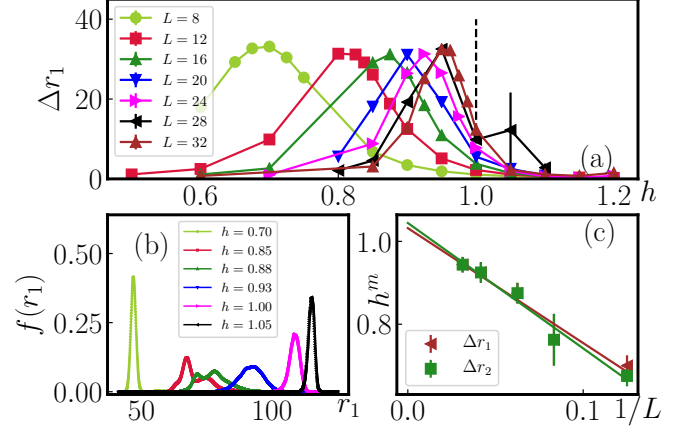 40
20
0
Δr₁
L = 8
L = 12
L = 16
L = 20
L = 24
L = 28
L = 32
(a)
0.6 0.8 1.0 1.2 h
(b)
f(r₁)
0.50
0.25
0.00
h = 0.70
h = 0.85
h = 0.88
h = 0.93
h = 1.00
h = 1.05
50 100 r₁
(c)
hᵐ
1.0
0.8
Δr₁
Δr₂
0.0 0.1 1/L